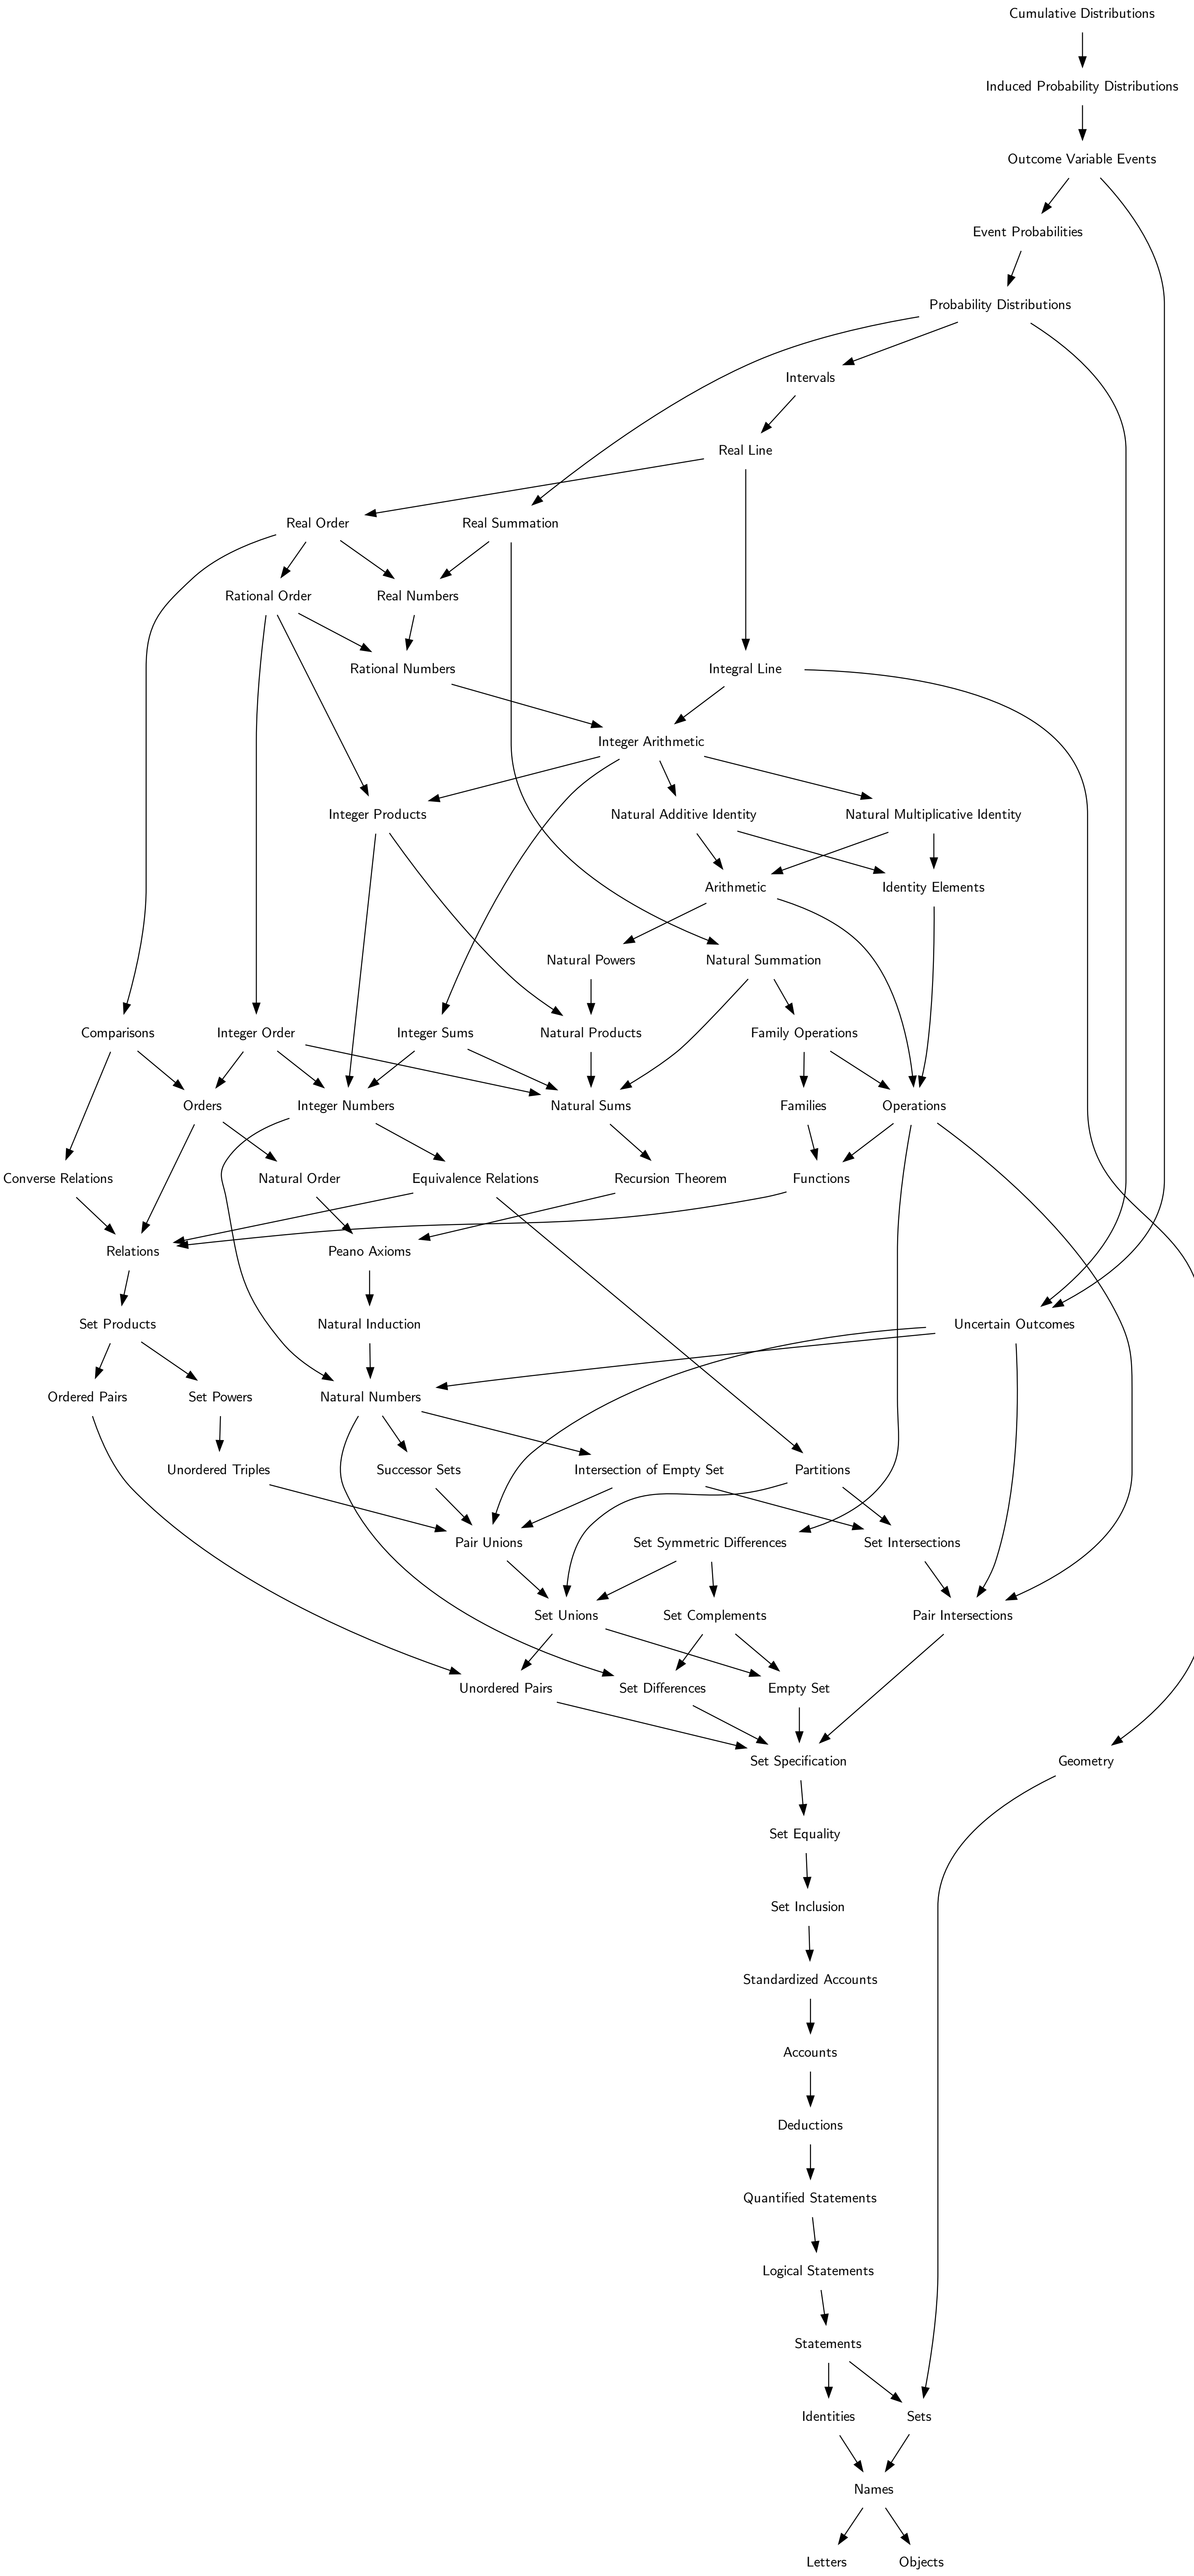 Cumulative Distributions
Induced Probability Distributions
Outcome Variable Events
Event Probabilities
Probability Distributions
Intervals
Real Line
Real Order
Real Summation
Rational Order
Real Numbers
Rational Numbers
Integral Line
Integer Arithmetic
Integer Products
Natural Additive Identity
Natural Multiplicative Identity
Arithmetic
Identity Elements
Natural Powers
Natural Summation
Comparisons
Integer Order
Integer Sums
Natural Products
Family Operations
Orders
Integer Numbers
Natural Sums
Families
Operations
Converse Relations
Natural Order
Equivalence Relations
Recursion Theorem
Functions
Relations
Peano Axioms
Set Products
Natural Induction
Uncertain Outcomes
Ordered Pairs
Set Powers
Natural Numbers
Unordered Triples
Successor Sets
Intersection of Empty Set
Partitions
Pair Unions
Set Symmetric Differences
Set Intersections
Set Unions
Set Complements
Pair Intersections
Unordered Pairs
Set Differences
Empty Set
Set Specification
Geometry
Set Equality
Set Inclusion
Standardized Accounts
Accounts
Deductions
Quantified Statements
Logical Statements
Statements
Identities
Sets
Names
Letters
Objects